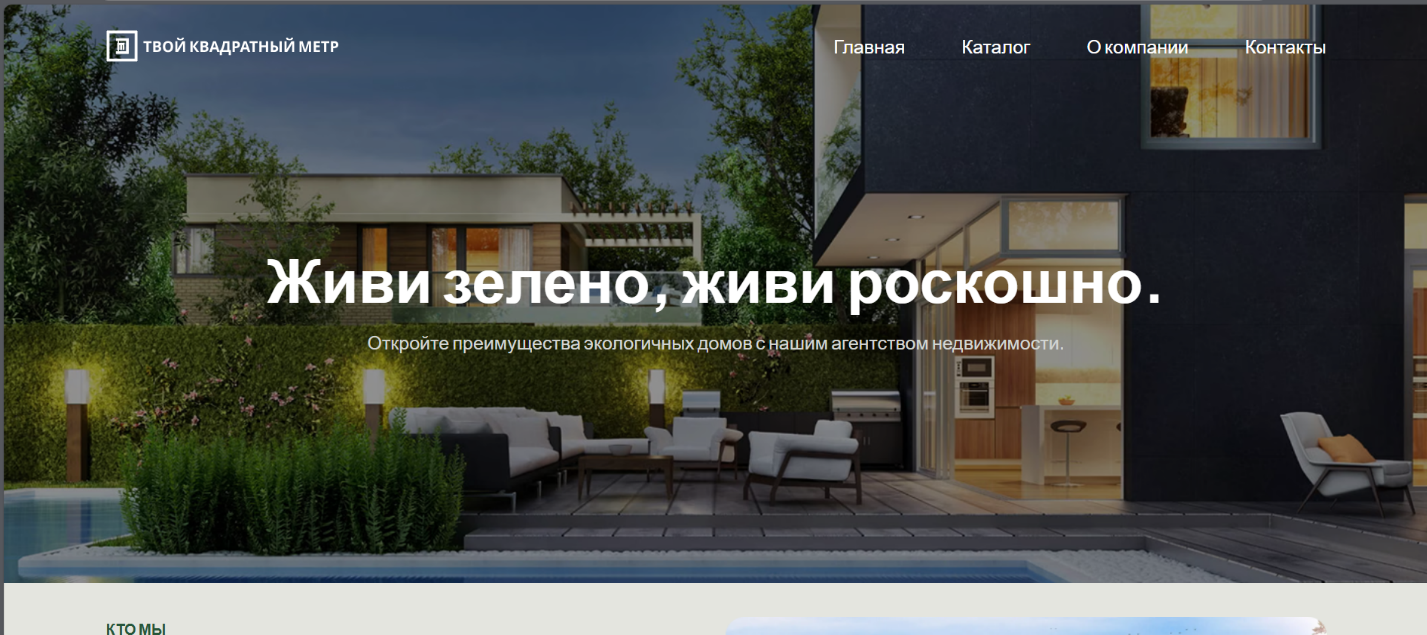 ТВОЙ КВАДРАТНЫЙ МЕТР
Главная Каталог О компании Контакты
Живи зелено, живи роскошно.
Откройте преимущества экологичных домов с нашим агентством недвижимости.
КТО МЫ